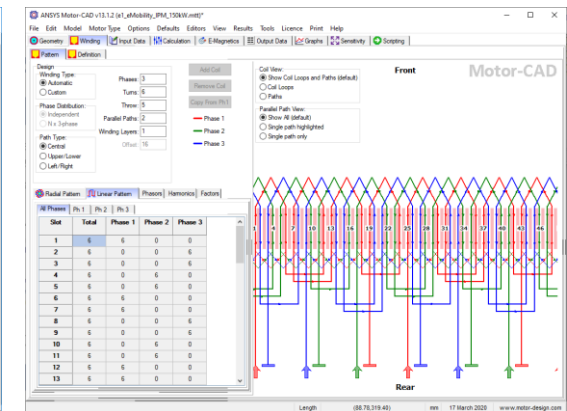 ANSYS Motor-CAD v13.1.2 (e1_eMobility_IPM_150kW.mtt)*
File Edit Model Motor Type Options Defaults Editors View Results Tools Licence Print Help
Geometry Winding Input Data Calculation E-Magnetics Output Data Graphs Sensitivity Scripting
Pattern Definition
Design
Winding Type:
Automatic
Custom
Phase Distribution:
Independent
N x 3-phase
Path Type:
Central
Upper/Lower
Left/Right
Phases: 3
Turns: 6
Throw: 5
Parallel Paths: 2
Winding Layers: 1
Offset: 16
Add Coil
Remove Coil
Copy From Ph1
Phase 1
Phase 2
Phase 3
Coil View:
Show Coil Loops and Paths (default)
Coil Loops
Paths
Parallel Path View:
Show All (default)
Single path highlighted
Single path only
Front
Motor-CAD
Radial Pattern Linear Pattern Phasors Harmonics Factors
All Phases Ph 1 Ph 2 Ph 3
Slot Total Phase 1 Phase 2 Phase 3
1 6 6 0 0
2 6 0 0 6
3 6 0 0 6
4 6 0 6 0
5 6 0 6 0
6 6 6 0 0
7 6 6 0 0
8 6 0 0 6
9 6 0 0 6
10 6 0 6 0
11 6 0 6 0
12 6 6 0 0
13 6 6 0 0
1 4 7 10 13 16 19 22 25 28 31 34 37 40 43 46
Rear
Length (88.78,319.40) mm 17 March 2020 www.motor-design.com